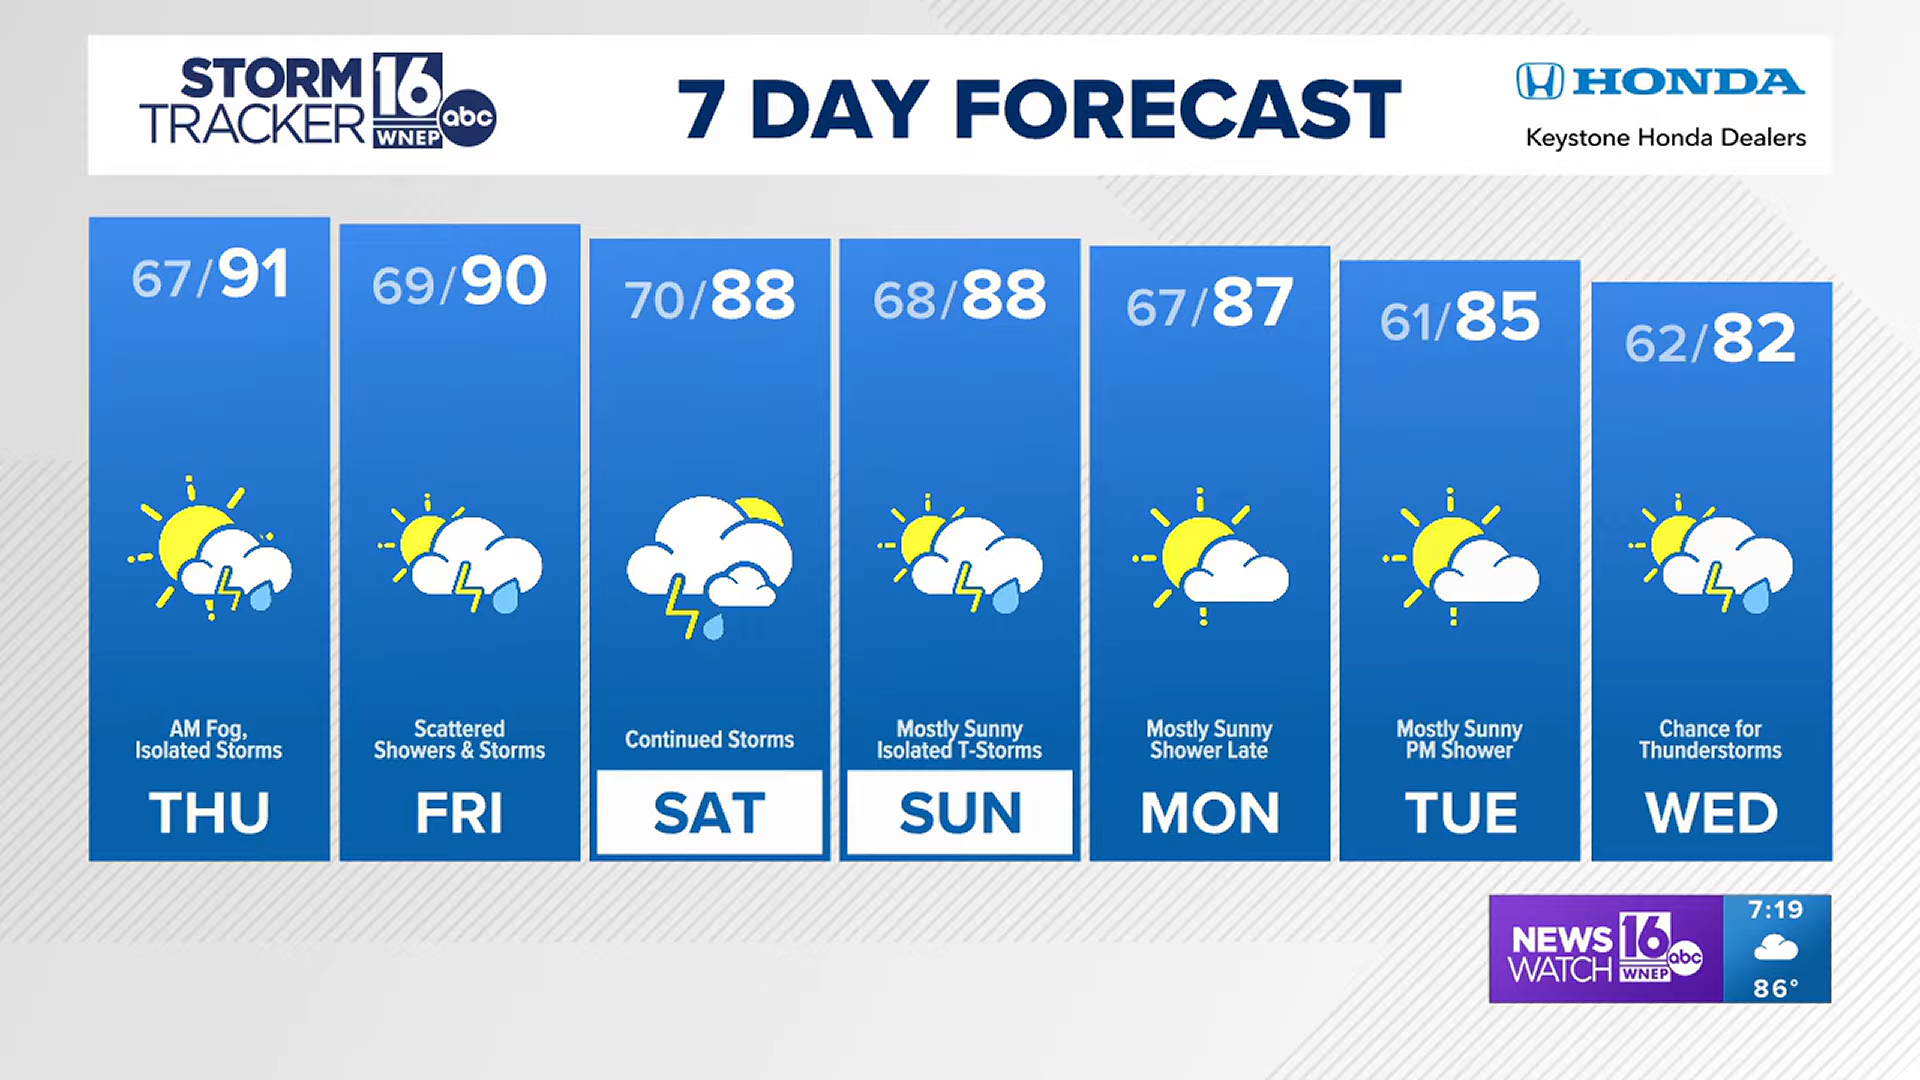 STORM
TRACKER
16
WNEP
abc
7 DAY FORECAST
HONDA
Keystone Honda Dealers
67/91
AM Fog,
Isolated Storms
THU
69/90
Scattered
Showers & Storms
FRI
70/88
Continued Storms
SAT
68/88
Mostly Sunny
Isolated T-Storms
SUN
67/87
Mostly Sunny
Shower Late
MON
61/85
Mostly Sunny
PM Shower
TUE
62/82
Chance for
Thunderstorms
WED
NEWS
WATCH
16
WNEP
abc
7:19
86°